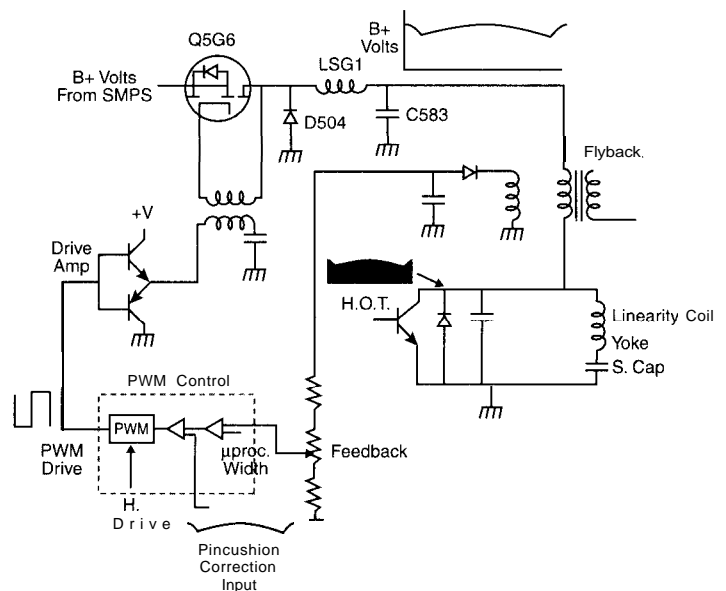 B+
Volts
Q5G6
LSG1
B+ Volts
From SMPS
D504
C583
Flyback.
+V
Drive
Amp
H.O.T.
Linearity Coil
Yoke
S. Cap
PWM Control
PWM
μproc.
Width
Feedback
PWM
Drive
H.
Drive
Pincushion
Correction
Input